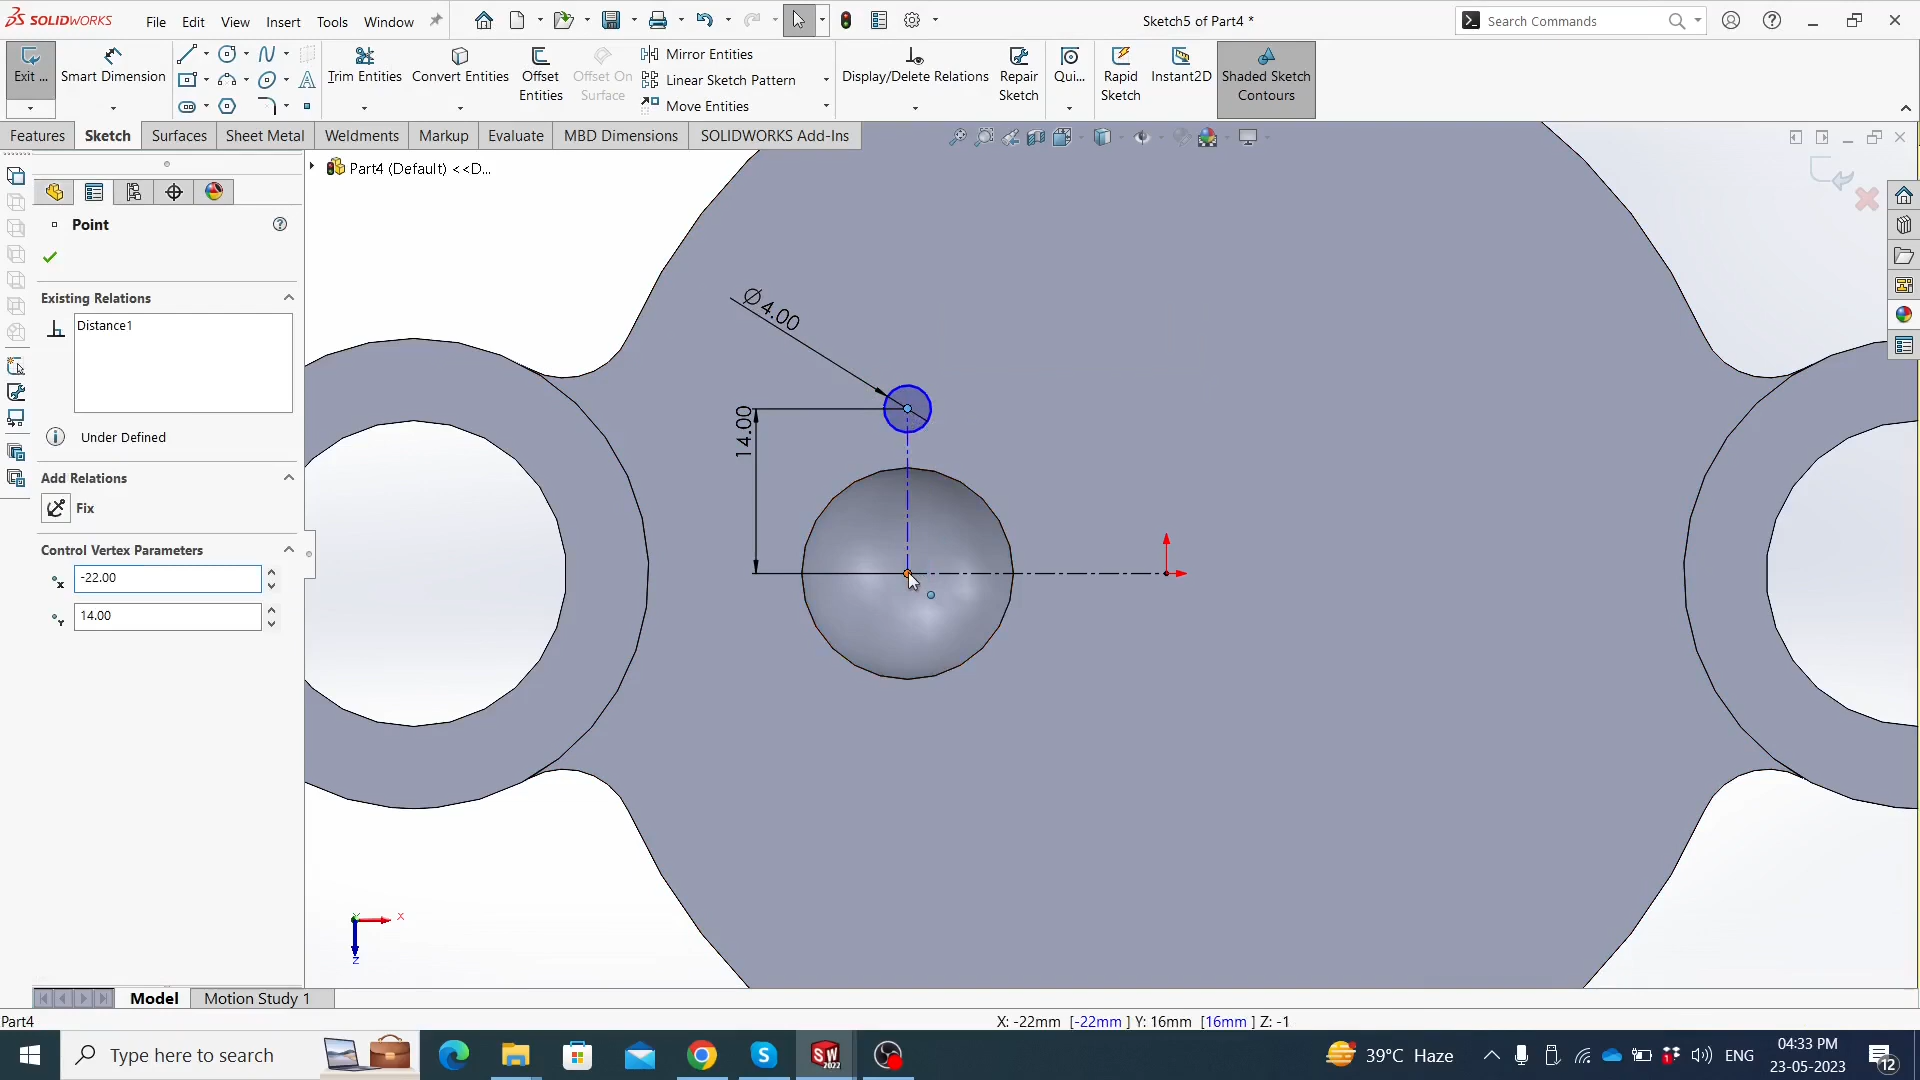 SOLIDWORKS
File Edit View Insert Tools Window
Sketch5 of Part4 *
Search Commands
Exit ...
Smart Dimension
Trim Entities
Convert Entities
Offset Entities
Offset On Surface
Mirror Entities
Linear Sketch Pattern
Move Entities
Display/Delete Relations
Repair Sketch
Qui...
Rapid Sketch
Instant2D
Shaded Sketch Contours
Features Sketch Surfaces Sheet Metal Weldments Markup Evaluate MBD Dimensions SOLIDWORKS Add-Ins
Part4 (Default) <<D...
Point
Existing Relations
Distance1
Under Defined
Add Relations
Fix
Control Vertex Parameters
X -22.00
Y 14.00
Ø4.00
14.00
Y
X
Z
Model Motion Study 1
Part4
X: -22mm [-22mm ] Y: 16mm [16mm ] Z: -1
Type here to search
SW
2022
39°C Haze
ENG
04:33 PM
23-05-2023
12